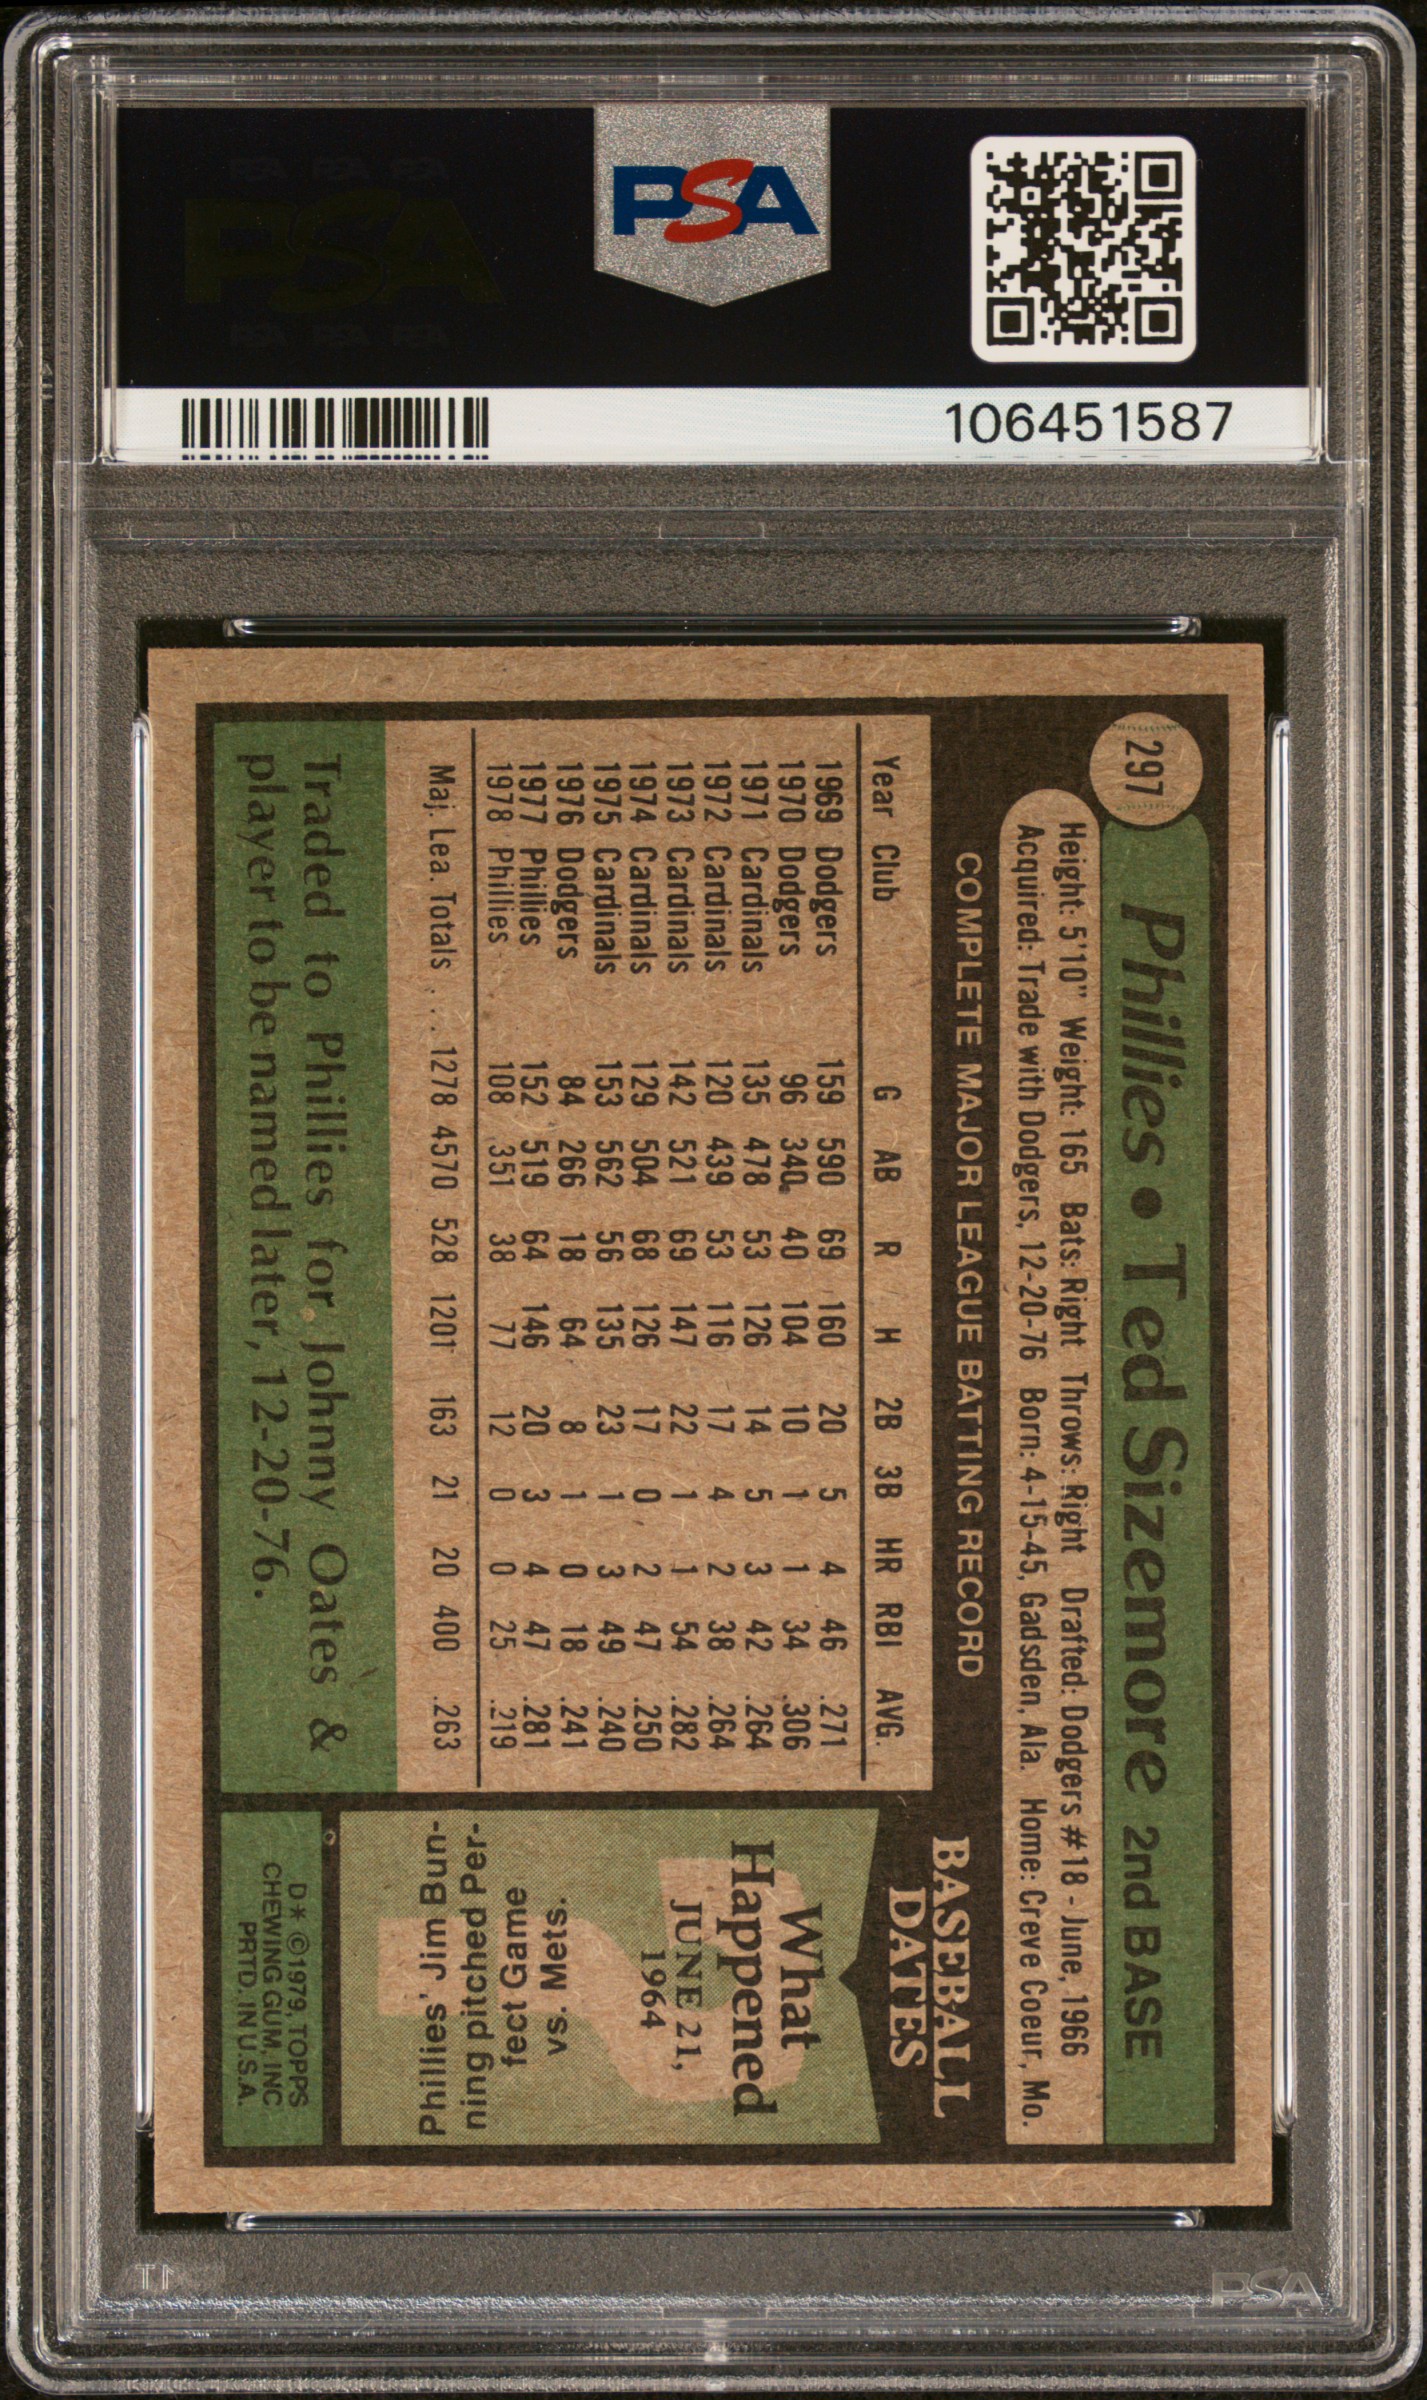 PSA
106451587
297
Phillies • Ted Sizemore 2nd BASE
Height: 5'10" Weight: 165 Bats: Right Throws: Right Drafted: Dodgers #18 - June, 1966
Acquired: Trade with Dodgers, 12-20-76 Born: 4-15-45, Gadsden, Ala. Home: Creve Coeur, Mo.
COMPLETE MAJOR LEAGUE BATTING RECORD
Year Club G AB R H 2B 3B HR RBI AVG.
1969 Dodgers 159 590 69 160 20 5 4 46 .271
1970 Dodgers 96 340 40 104 10 1 1 34 .306
1971 Cardinals 135 478 53 126 14 5 3 42 .264
1972 Cardinals 120 439 53 116 17 4 2 38 .264
1973 Cardinals 142 521 69 147 22 1 1 54 .282
1974 Cardinals 129 504 68 126 17 0 2 47 .250
1975 Cardinals 153 562 56 135 23 1 3 49 .240
1976 Dodgers 84 266 18 64 8 1 0 18 .241
1977 Phillies 152 519 64 146 20 3 4 47 .281
1978 Phillies 108 351 38 77 12 0 0 25 .219
Maj. Lea. Totals . . . 1278 4570 528 1201 163 21 20 400 .263
Traded to Phillies for Johnny Oates &
player to be named later, 12-20-76.
BASEBALL
DATES
What
Happened
JUNE 21,
1964
Phillies' Jim Bun-
ning pitched Per-
fect Game
vs. Mets.
D* ©1979, TOPPS
CHEWING GUM, INC
PRTD. IN U.S.A.
PSA